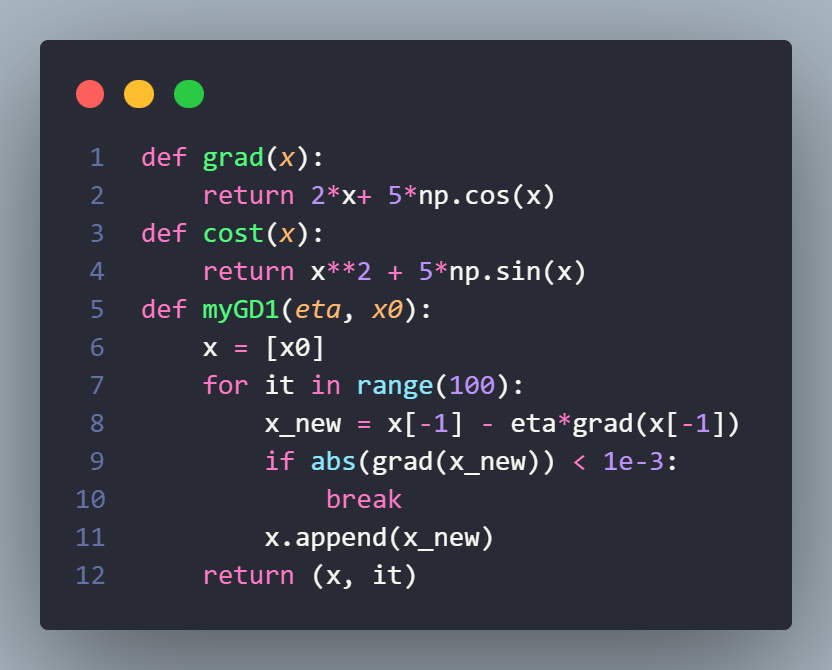 1 def grad(x):
2     return 2*x+ 5*np.cos(x)
3 def cost(x):
4     return x**2 + 5*np.sin(x)
5 def myGD1(eta, x0):
6     x = [x0]
7     for it in range(100):
8         x_new = x[-1] - eta*grad(x[-1])
9         if abs(grad(x_new)) < 1e-3:
10             break
11         x.append(x_new)
12     return (x, it)